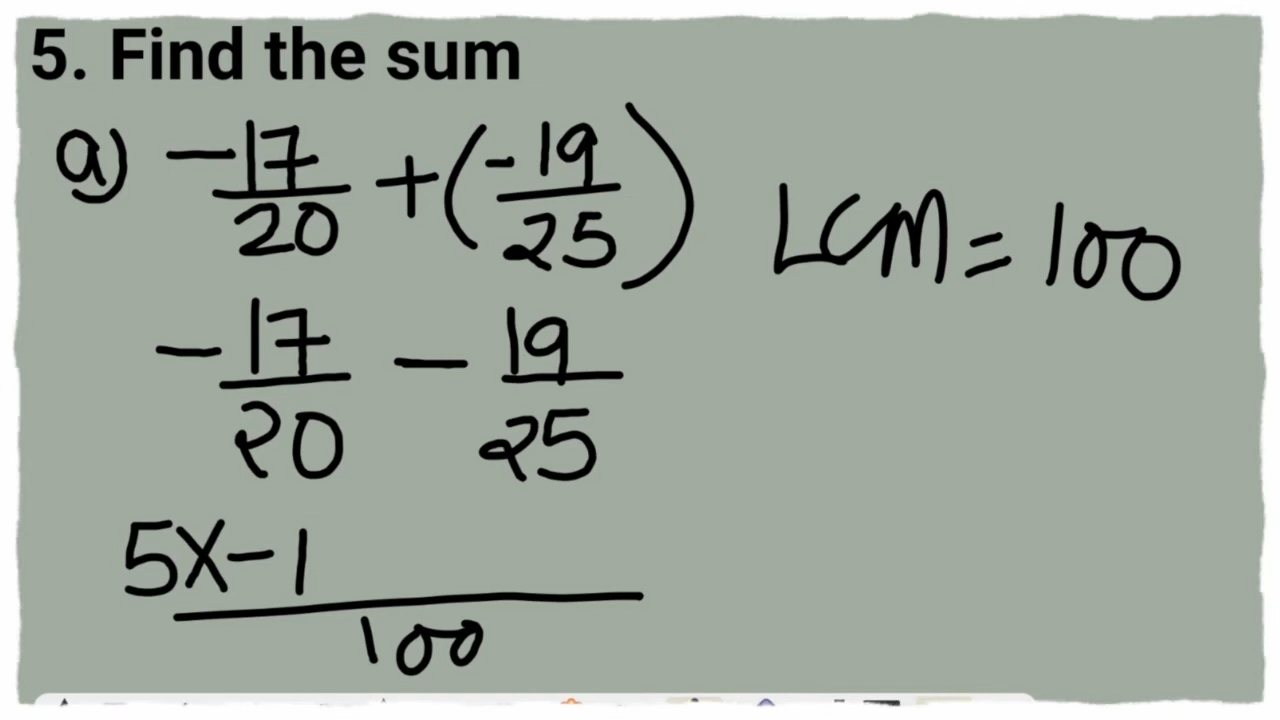 5. Find the sum
a) -17/20 + (-19/25) LCM = 100
-17/20 - 19/25
5X-1
100